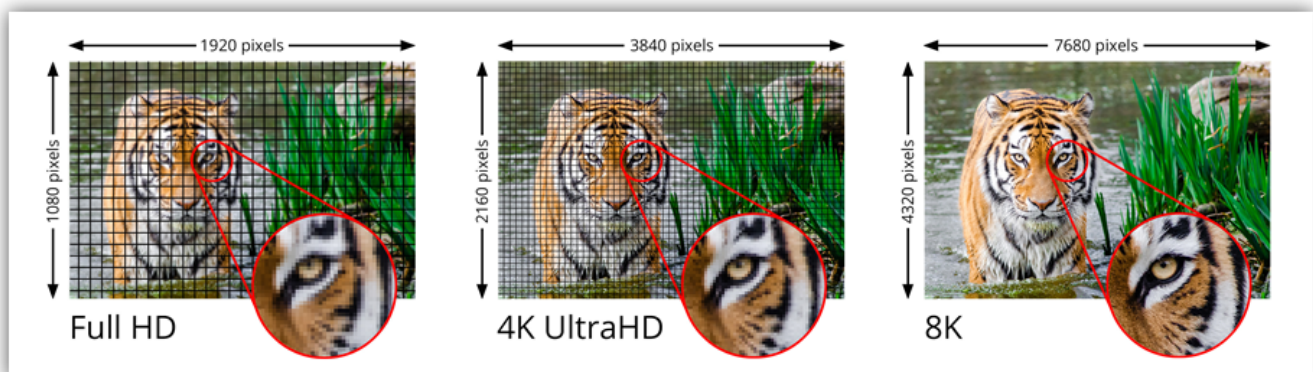 1920 pixels
1080 pixels
Full HD
3840 pixels
2160 pixels
4K UltraHD
7680 pixels
4320 pixels
8K